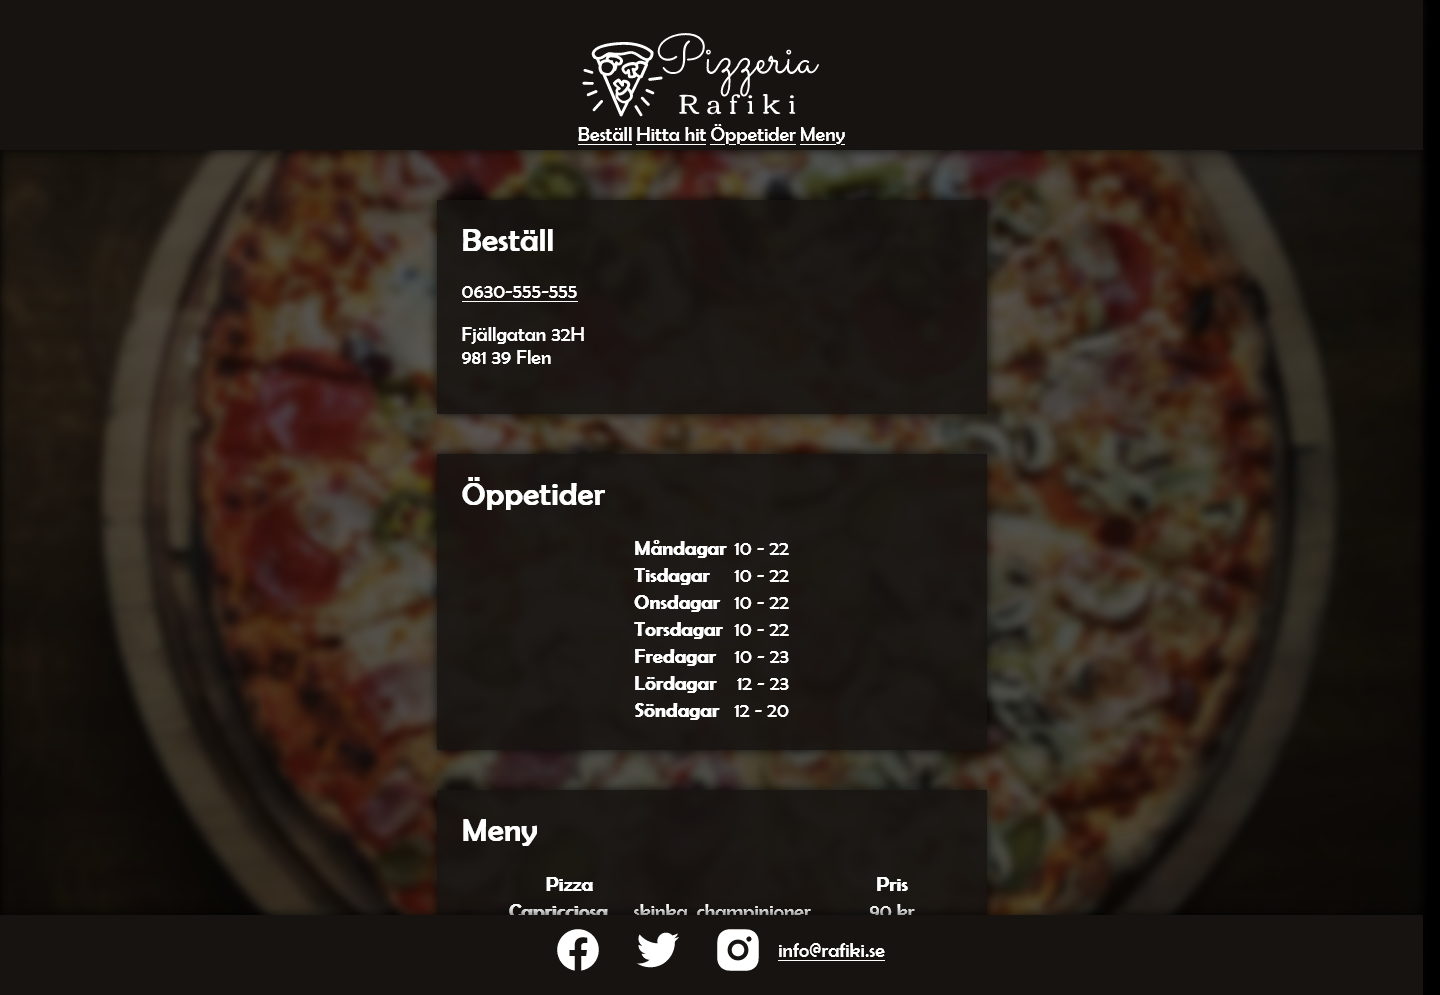 Pizzeria
Rafiki
Beställ Hitta hit Öppetider Meny
Beställ
0630-555-555
Fjällgatan 32H
981 39 Flen
Öppetider
Måndagar 10 - 22
Tisdagar 10 - 22
Onsdagar 10 - 22
Torsdagar 10 - 22
Fredagar 10 - 23
Lördagar 12 - 23
Söndagar 12 - 20
Meny
Pizza Pris
Capricciosa skinka, champinjoner 90 kr
info@rafiki.se